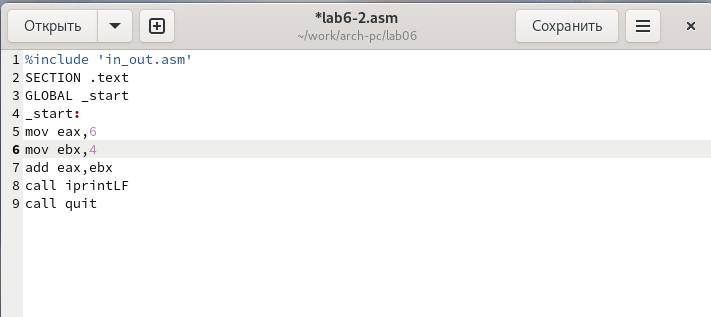 Открыть
*lab6-2.asm
~/work/arch-pc/lab06
Сохранить
1 %include 'in_out.asm'
2 SECTION .text
3 GLOBAL _start
4 _start:
5 mov eax,6
6 mov ebx,4
7 add eax,ebx
8 call iprintLF
9 call quit